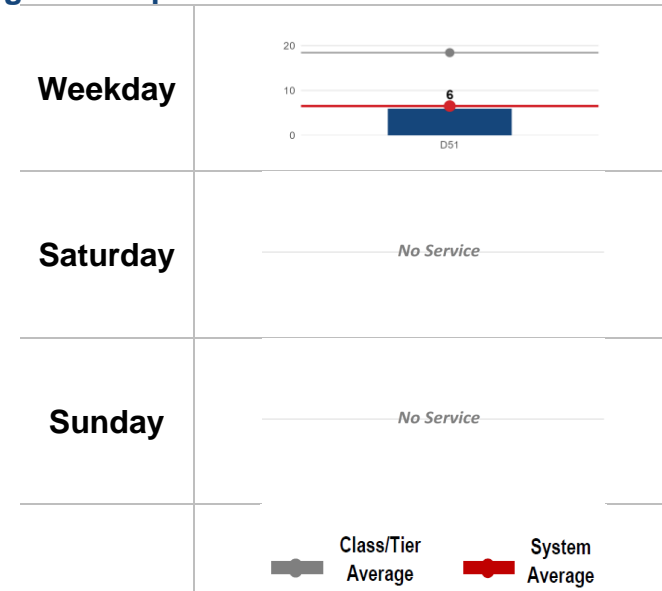 Weekday
20
10
6
0
D51
Saturday
No Service
Sunday
No Service
Class/Tier
Average
System
Average